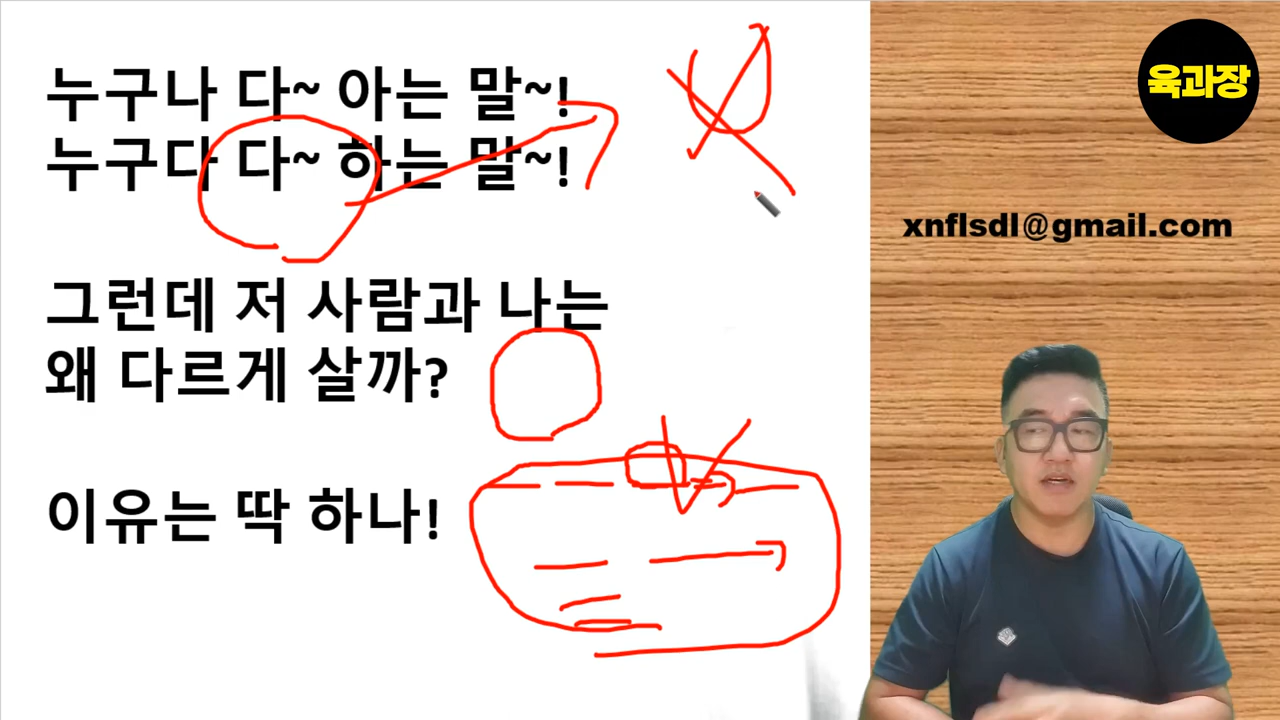 누구나 다~ 아는 말~!
누구다 다~ 하는 말~!
그런데 저 사람과 나는
왜 다르게 살까?
이유는 딱 하나!
육과장
xnflsdl@gmail.com